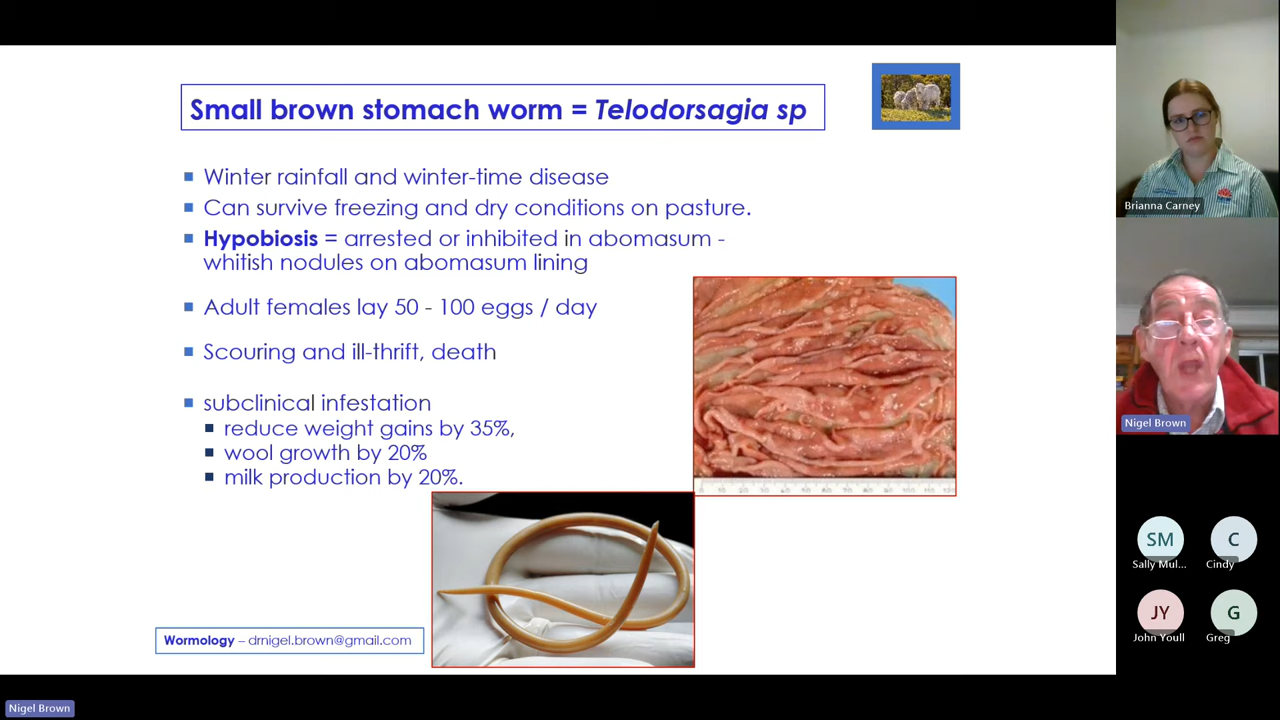 Small brown stomach worm = Telodorsagia sp
Winter rainfall and winter-time disease
Can survive freezing and dry conditions on pasture.
Hypobiosis = arrested or inhibited in abomasum -
whitish nodules on abomasum lining
Adult females lay 50 - 100 eggs / day
Scouring and ill-thrift, death
subclinical infestation
reduce weight gains by 35%,
wool growth by 20%
milk production by 20%.
Wormology – drnigel.brown@gmail.com
Nigel Brown
Brianna Carney
Nigel Brown
SM
Sally Mul...
C
Cindy
JY
John Youll
G
Greg